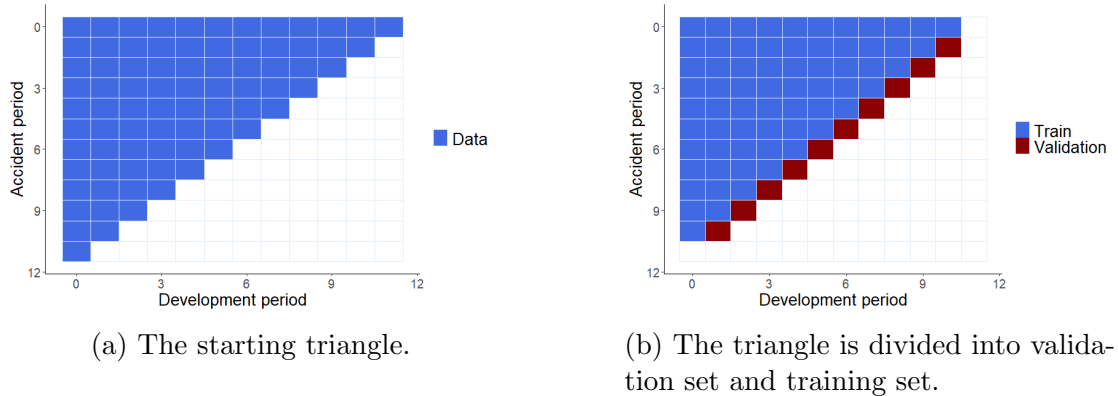 0
3
6
9
12
Accident period
0
3
6
9
12
Development period
Data
(a) The starting triangle.
0
3
6
9
12
Accident period
0
3
6
9
12
Development period
Train
Validation
(b) The triangle is divided into valida-
tion set and training set.